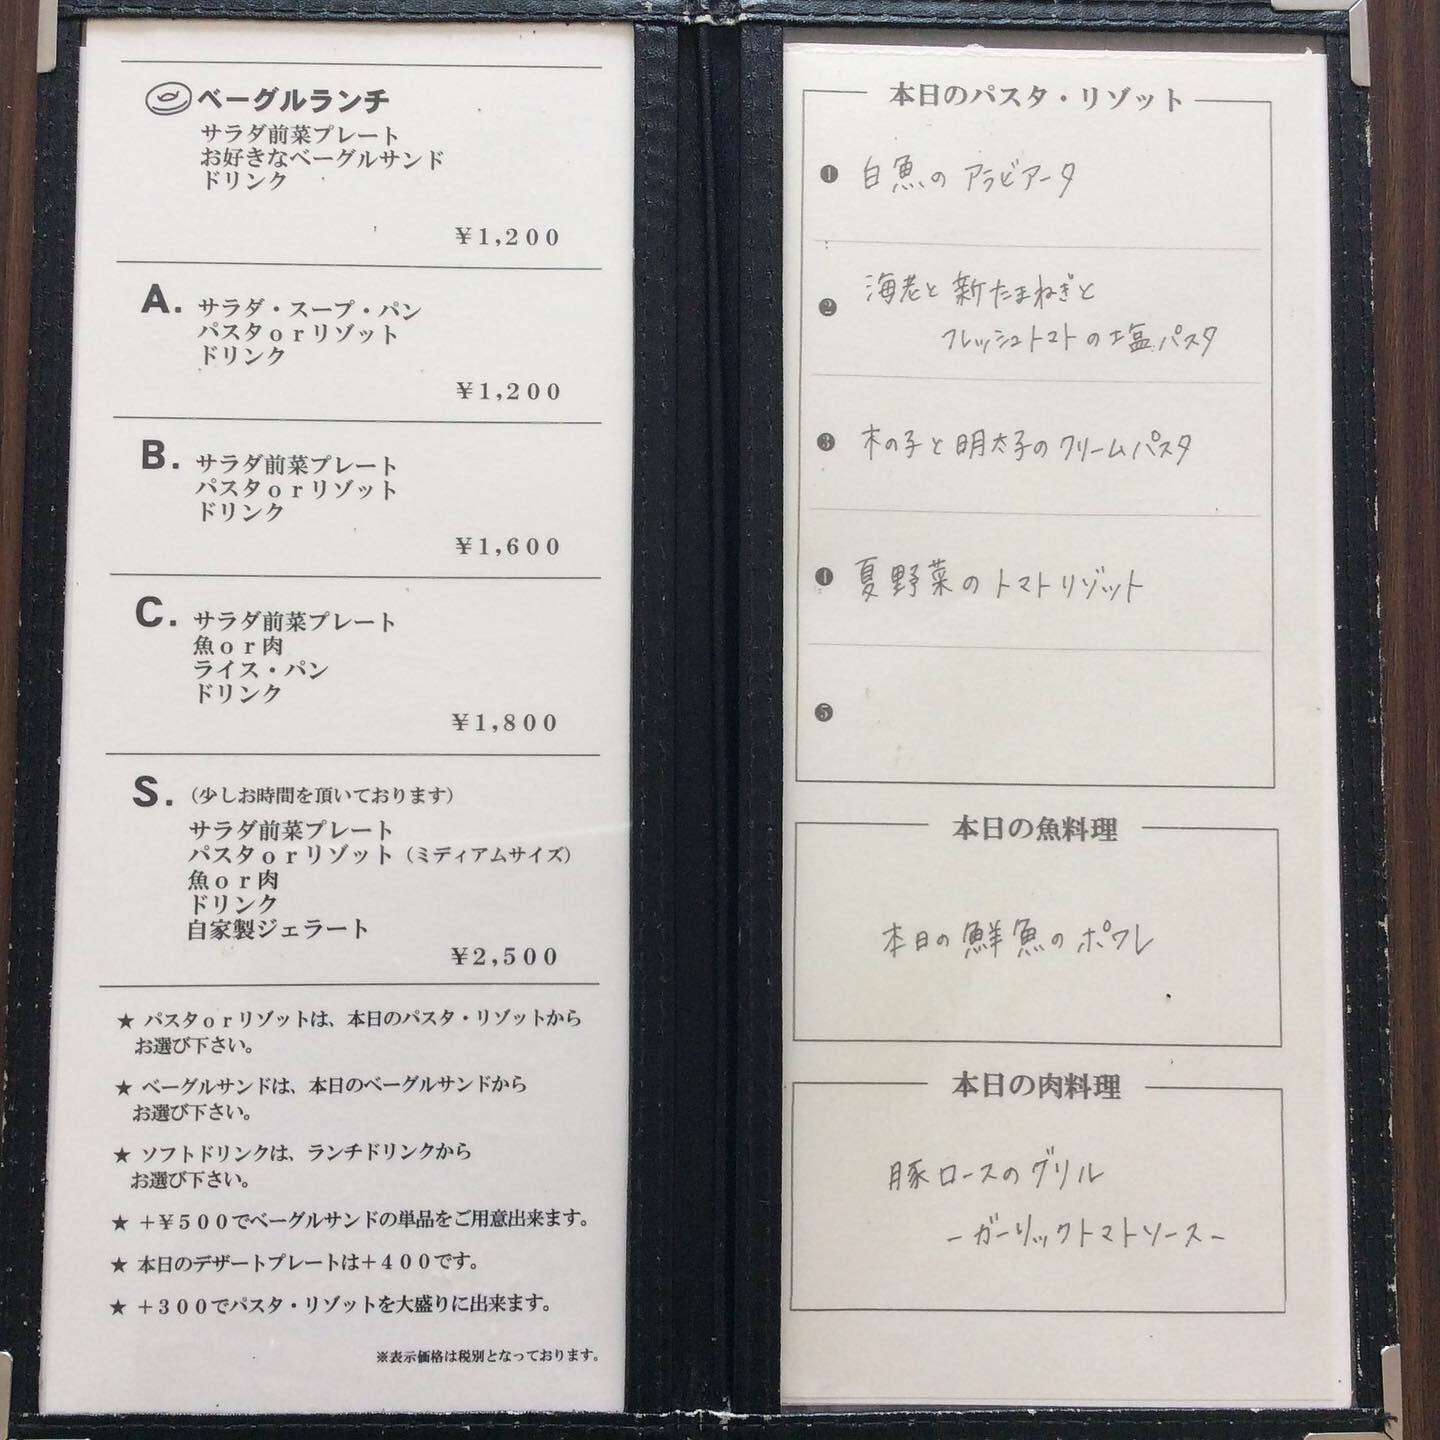 ベーグルランチ
サラダ前菜プレート
お好きなベーグルサンド
ドリンク
¥1,200
A. サラダ・スープ・パン
パスタorリゾット
ドリンク
¥1,200
B. サラダ前菜プレート
パスタorリゾット
ドリンク
¥1,600
C. サラダ前菜プレート
魚or肉
ライス・パン
ドリンク
¥1,800
S. (少しお時間を頂いております)
サラダ前菜プレート
パスタorリゾット(ミディアムサイズ)
魚or肉
ドリンク
自家製ジェラート
¥2,500
★ パスタorリゾットは、本日のパスタ・リゾットから
お選び下さい。
★ ベーグルサンドは、本日のベーグルサンドから
お選び下さい。
★ ソフトドリンクは、ランチドリンクから
お選び下さい。
★ +¥500でベーグルサンドの単品をご用意出来ます。
★ 本日のデザートプレートは+400です。
★ +300でパスタ・リゾットを大盛りに出来ます。
※表示価格は税別となっております。
本日のパスタ・リゾット
❶ 白魚のアラビアータ
❷ 海老と新たまねぎと
フレッシュトマトの塩パスタ
❸ 木の子と明太子のクリームパスタ
❶ 夏野菜のトマトリゾット
❺
本日の魚料理
本日の鮮魚のポワレ
本日の肉料理
豚ロースのグリル
-ガーリックトマトソース-